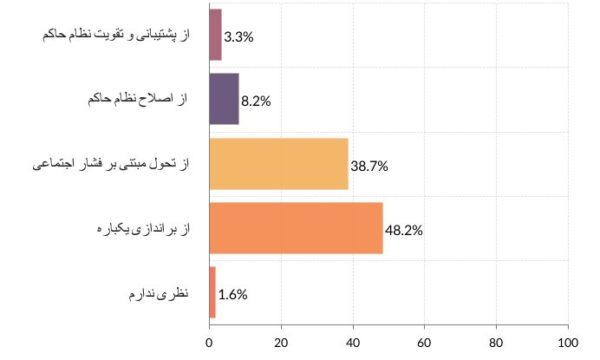 از پشتیبانی و تقویت نظام حاکم
3.3%
از اصلاح نظام حاکم
8.2%
از تحول مبتنی بر فشار اجتماعی
38.7%
از براندازی یکباره
48.2%
نظری ندارم
1.6%
0 20 40 60 80 100